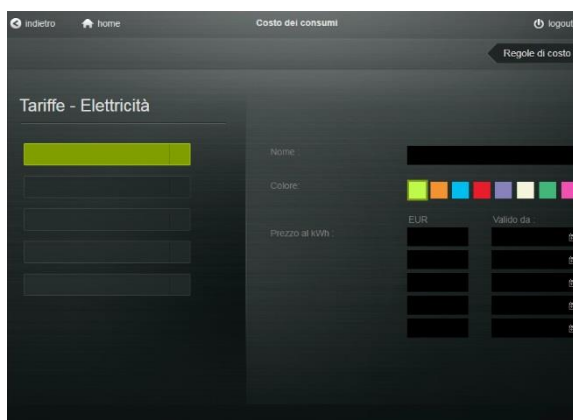 indietro home Costo dei consumi logout
Regole di costo
Tariffe - Elettricità
Nome :
Colore:
EUR Valido da :
Prezzo al kWh :